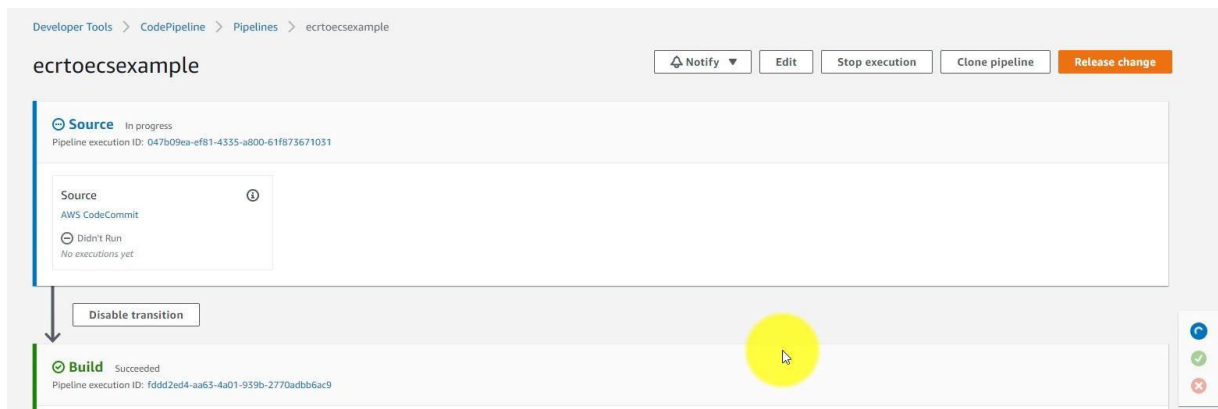 Developer Tools > CodePipeline > Pipelines > ecrtoecsexample
ecrtoecsexample
Notify ▼ Edit Stop execution Clone pipeline Release change
Source In progress
Pipeline execution ID: 047b09ea-ef81-4335-a800-61f873671031
Source
AWS CodeCommit
Didn't Run
No executions yet
Disable transition
Build Succeeded
Pipeline execution ID: fddd2ed4-aa63-4a01-939b-2770adbb6ac9